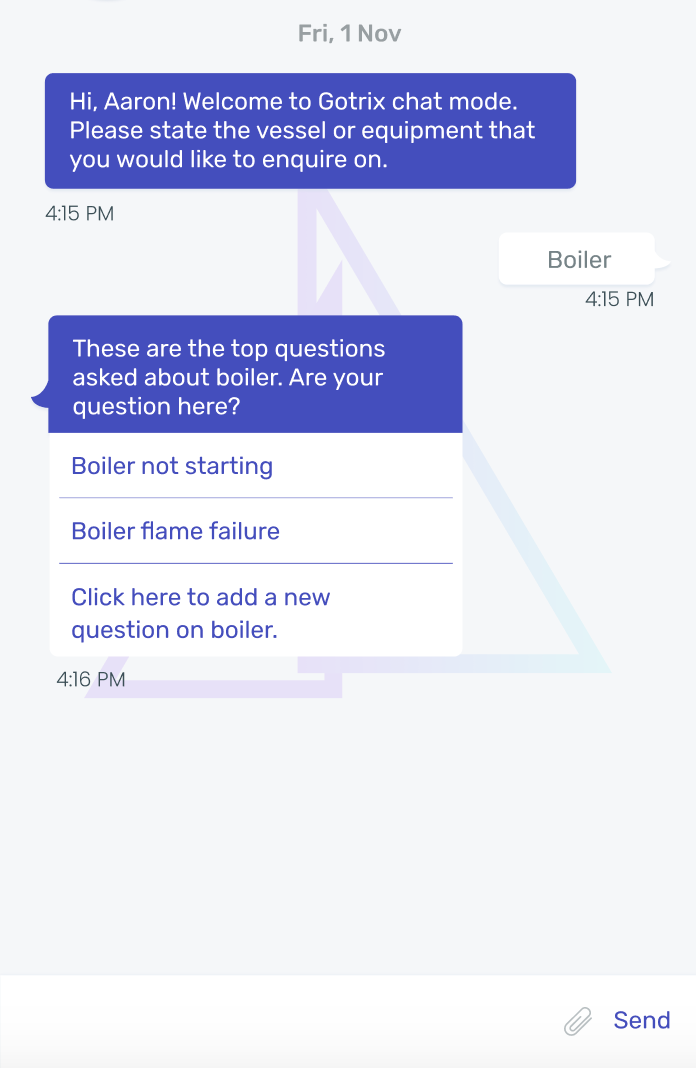 Fri, 1 Nov
Hi, Aaron! Welcome to Gotrix chat mode.
Please state the vessel or equipment that
you would like to enquire on.
4:15 PM
Boiler
4:15 PM
These are the top questions
asked about boiler. Are your
question here?
Boiler not starting
Boiler flame failure
Click here to add a new
question on boiler.
4:16 PM
Send